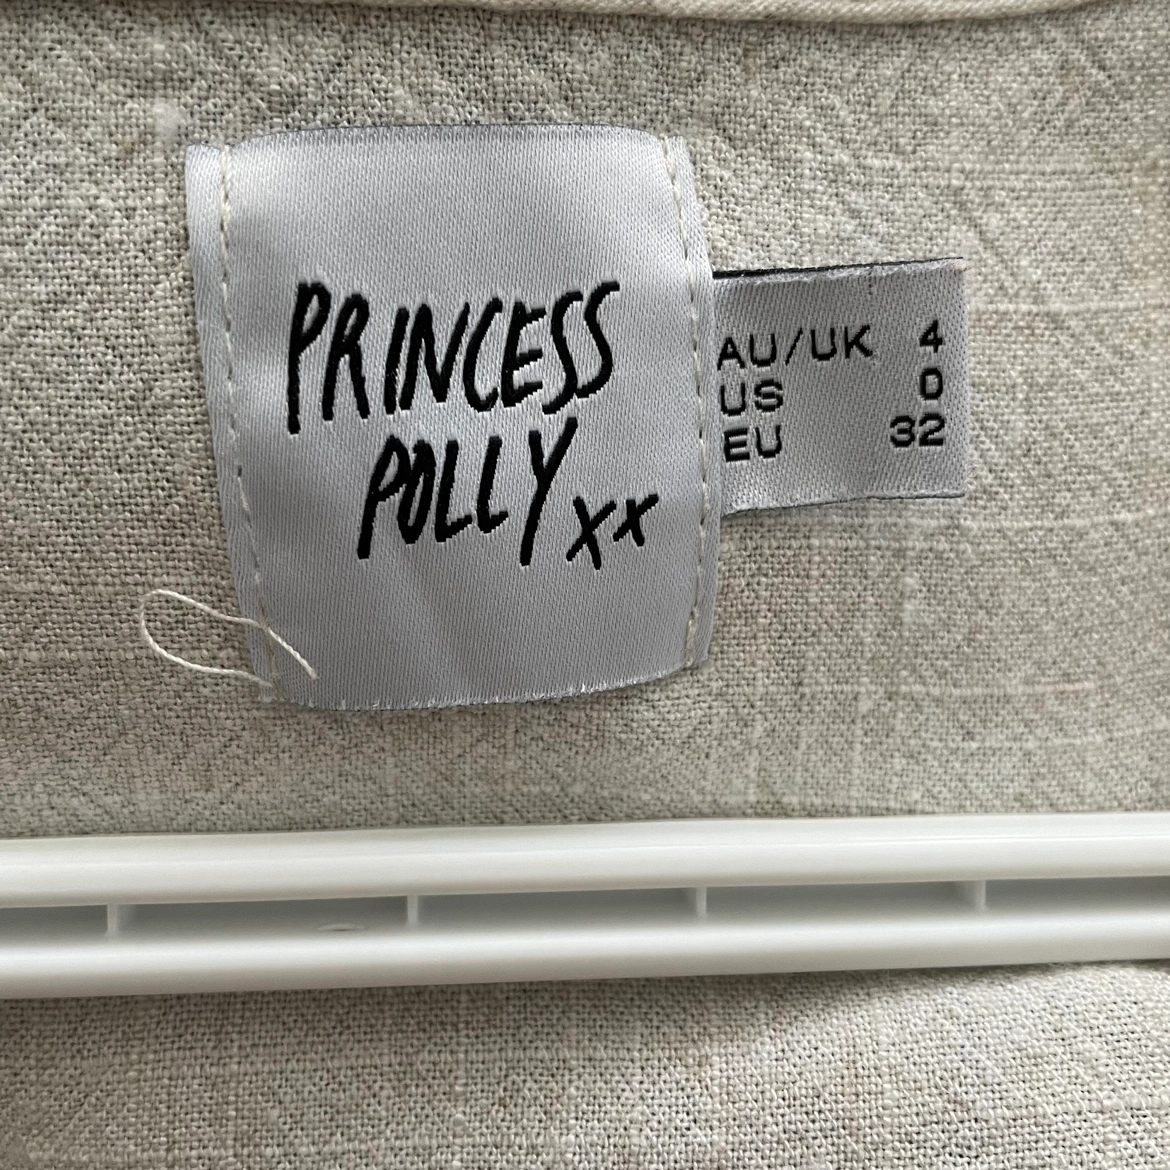 PRINCESS
POLLY xx
AU/UK 4
US 0
EU 32